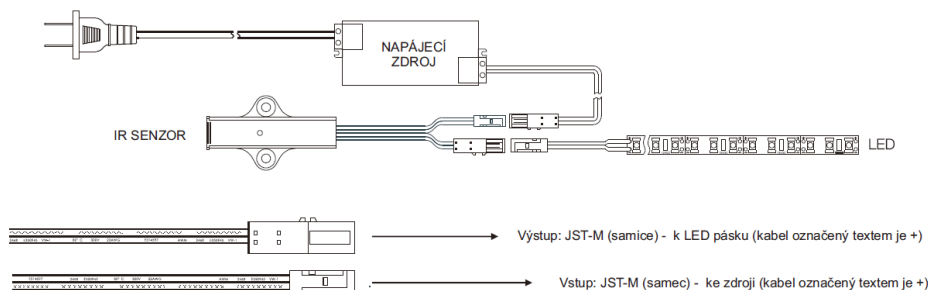 NAPÁJECÍ
ZDROJ
IR SENZOR
LED
Výstup: JST-M (samice) - k LED pásku (kabel označený textem je +)
Vstup: JST-M (samec) - ke zdroji (kabel označený textem je +)